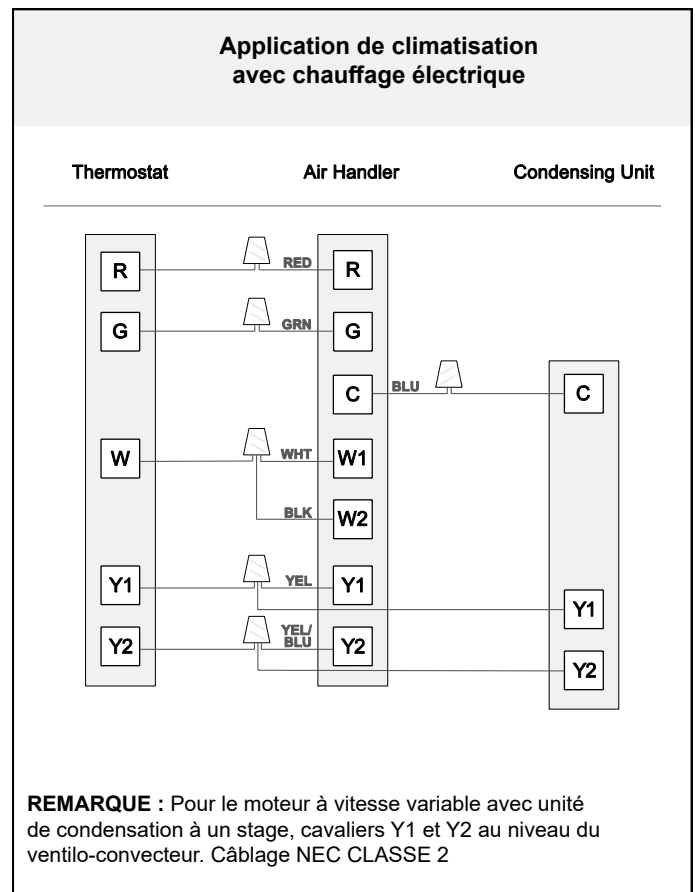 Application de climatisation
avec chauffage électrique
Thermostat Air Handler Condensing Unit
R RED R
G GRN G
C BLU C
W WHT W1
BLK W2
Y1 YEL Y1
Y1
Y2 YEL/
BLU Y2
Y2
REMARQUE : Pour le moteur à vitesse variable avec unité
de condensation à un stage, cavaliers Y1 et Y2 au niveau du
ventilo-convecteur. Câblage NEC CLASSE 2